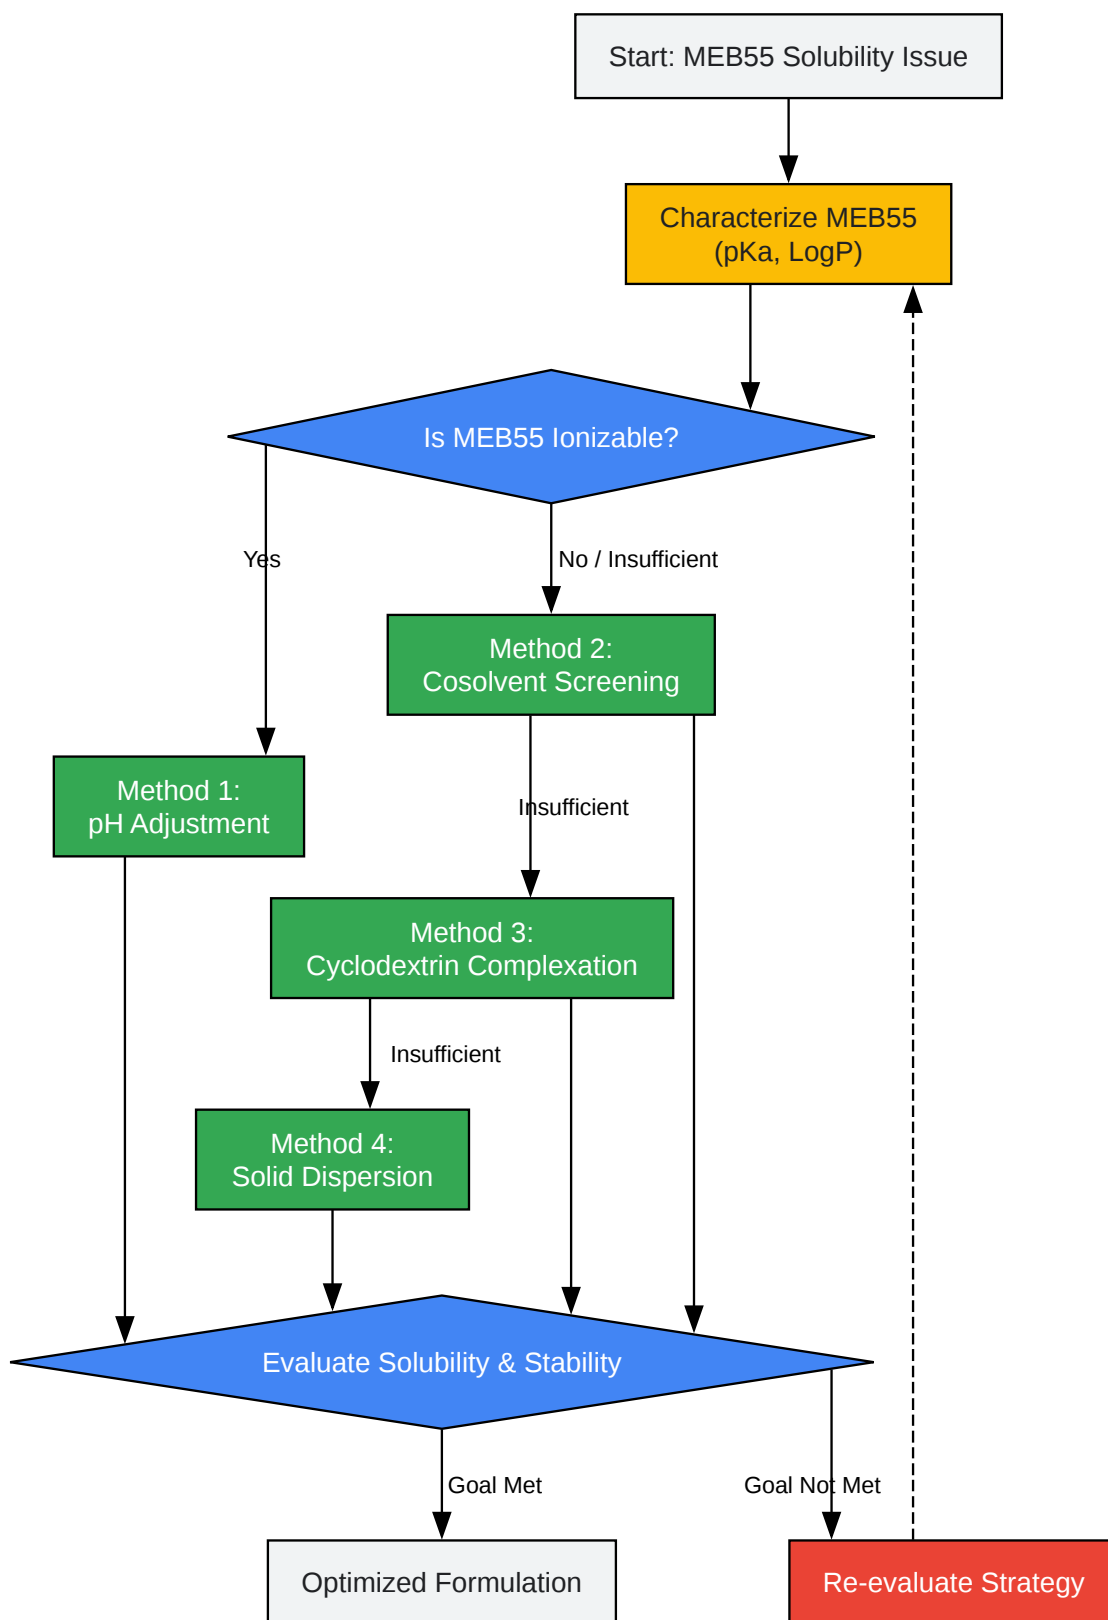 Start: MEB55 Solubility Issue
Characterize MEB55
(pKa, LogP)
Is MEB55 Ionizable?
Yes
No / Insufficient
Method 2:
Cosolvent Screening
Method 1:
pH Adjustment
Insufficient
Method 3:
Cyclodextrin Complexation
Insufficient
Method 4:
Solid Dispersion
Evaluate Solubility & Stability
Goal Met
Goal Not Met
Optimized Formulation
Re-evaluate Strategy